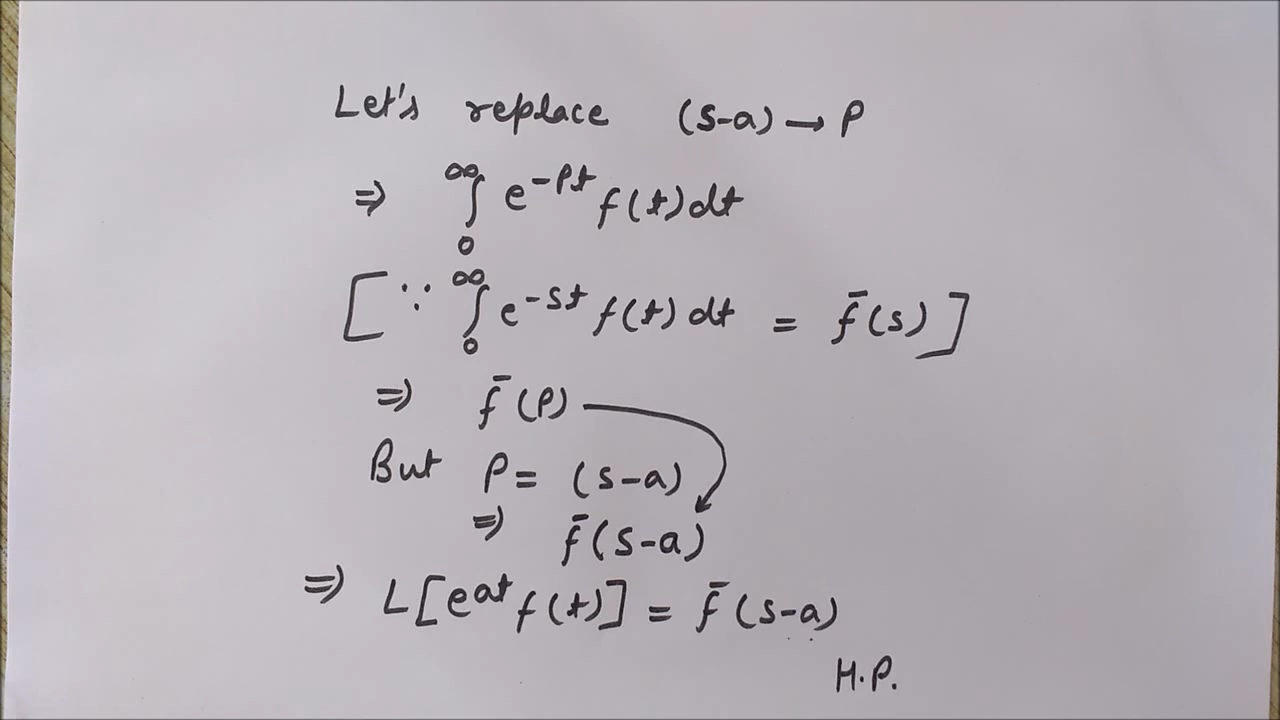 Let's replace (s-a) → P
⇒ ∫₀^∞ e^{-Pt} f(t) dt
[∵ ∫₀^∞ e^{-st} f(t) dt = f̄(s)]
⇒ f̄(P)
But P = (s-a)
⇒ f̄(s-a)
⇒ L[e^{at} f(t)] = f̄(s-a)
H.P.